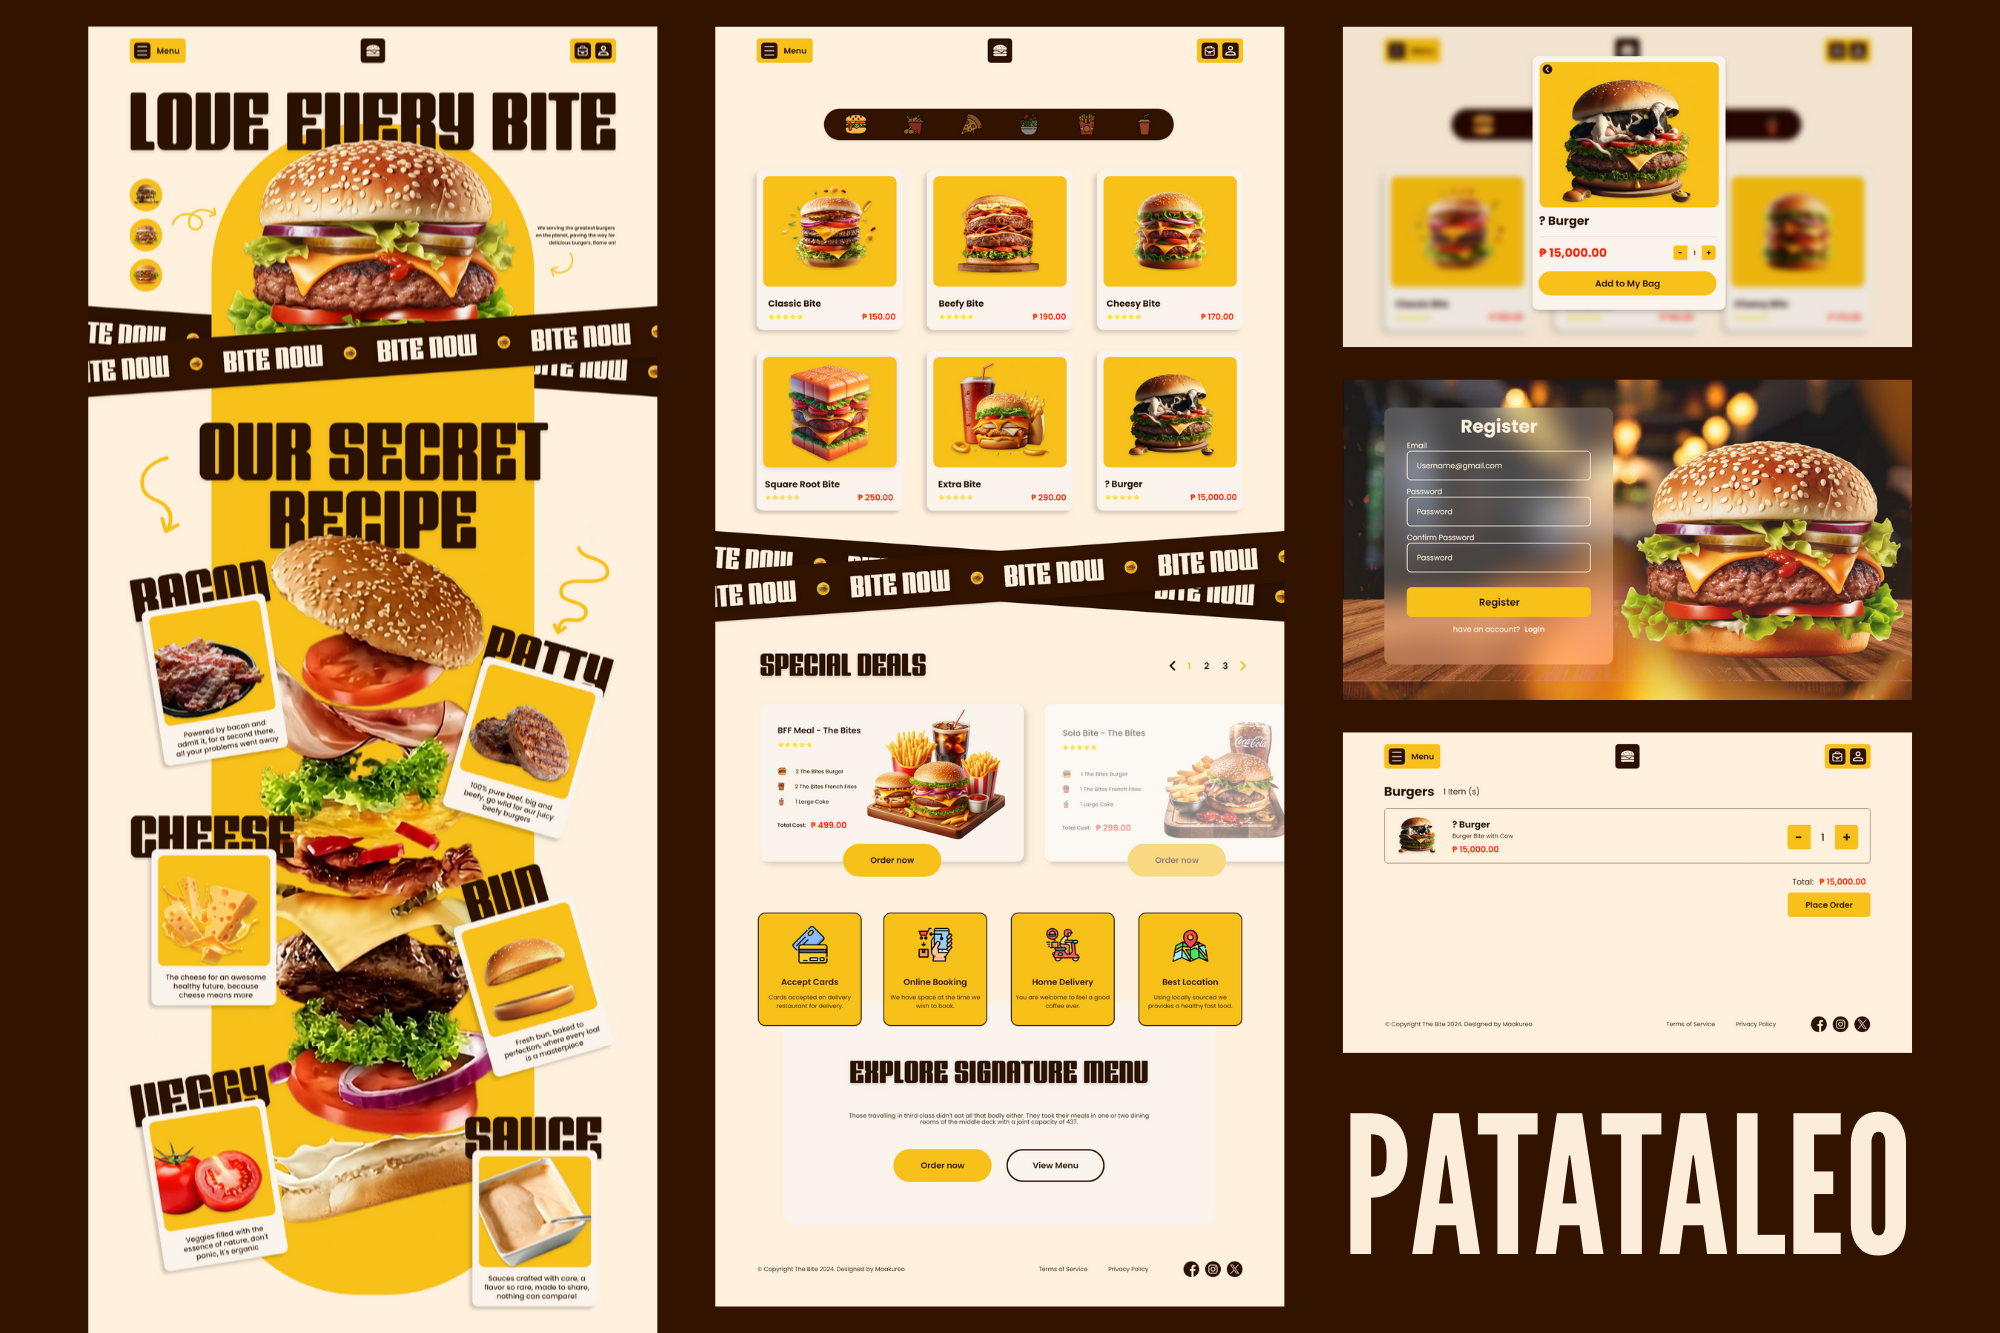 Menu
LOVE EVERY BITE
We serving the greatest burgers
on the planet, paving the way for
delicious burgers, flame on!
TE NOW
BITE NOW
BITE NOW
BITE NOW
ITE NOW
ITE NOW
OUR SECRET
RECIPE
BACON
Powered by bacon and
admit it, for a second there,
all your problems went away
PATTY
100% pure beef, big and
beefy, go wild for our juicy
beefy burgers
CHEESE
The cheese for an awesome
healthy future, because
cheese means more
BUN
Fresh bun, baked to
perfection, where every loaf
is a masterpiece
VEGGY
Veggies filled with the
essence of nature, don't
panic, it's organic
SAUCE
Sauces crafted with care, a
flavor so rare, made to share,
nothing can compare!
Menu
Classic Bite
₱ 150.00
Beefy Bite
₱ 190.00
Cheesy Bite
₱ 170.00
Square Root Bite
₱ 250.00
Extra Bite
₱ 290.00
? Burger
₱ 15,000.00
TE NOW
BITE NOW
BITE NOW
BITE NOW
ITE NOW
ITE NOW
SPECIAL DEALS
1 2 3
BFF Meal - The Bites
2 The Bites Burger
2 The Bites French Fries
1 Large Coke
Total Cost: ₱ 499.00
Order now
Solo Bite - The Bites
1 The Bites Burger
1 The Bites French Fries
1 Large Coke
Total Cost: ₱ 299.00
Coca-Cola
Order now
Accept Cards
Cards accepted on delivery
restaurant for delivery.
Online Booking
We have space at the time we
wish to book.
Home Delivery
You are welcome to feel a good
coffee ever.
Best Location
Using locally sourced we
provides a healthy fast food.
EXPLORE SIGNATURE MENU
Those travelling in third class didn't eat all that badly either. They took their meals in one or two dining
rooms of the middle deck with a joint capacity of 437.
Order now
View Menu
© Copyright The Bite 2024. Designed by Maakureo
Terms of Service
Privacy Policy
? Burger
₱ 15,000.00
- 1 +
Add to My Bag
Classic Bite
Cheesy Bite
Register
Email
Username@gmail.com
Password
Password
Confirm Password
Password
Register
have an account? Login
Menu
Burgers 1 Item (s)
? Burger
Burger Bite with Cow
₱ 15,000.00
- 1 +
Total: ₱ 15,000.00
Place Order
© Copyright The Bite 2024. Designed by Maakureo
Terms of Service
Privacy Policy
PATATALEO